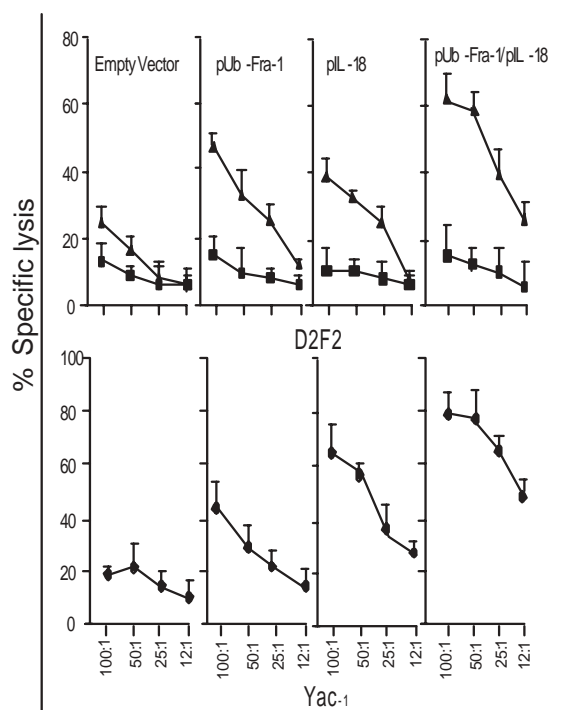 % Specific lysis
80
60
40
20
0
Empty Vector
pUb -Fra-1
pIL -18
pUb -Fra-1/pIL -18
D2F2
100
80
60
40
20
0
100:1 50:1 25:1 12:1
100:1 50:1 25:1 12:1
100:1 50:1 25:1 12:1
100:1 50:1 25:1 12:1
Yac-1